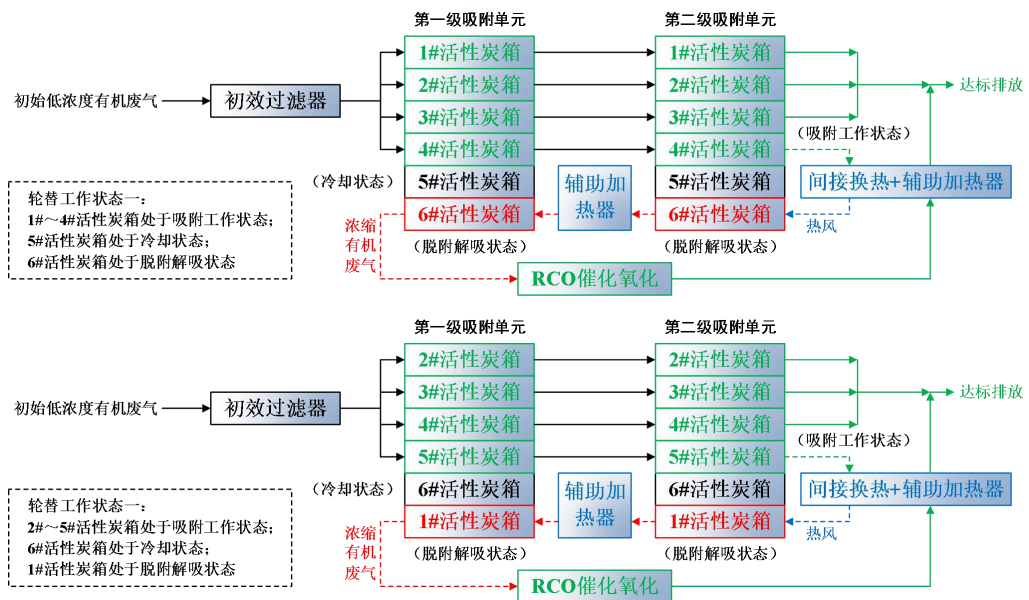 第一级吸附单元
第二级吸附单元
1#活性炭箱
1#活性炭箱
2#活性炭箱
2#活性炭箱
初始低浓度有机废气
初效过滤器
达标排放
3#活性炭箱
3#活性炭箱
(吸附工作状态)
4#活性炭箱
4#活性炭箱
(冷却状态)
5#活性炭箱
辅助加
热器
5#活性炭箱
间接换热+辅助加热器
6#活性炭箱
6#活性炭箱
热风
浓缩
有机
废气
(脱附解吸状态)
(脱附解吸状态)
RCO催化氧化
轮替工作状态一:
1#～4#活性炭箱处于吸附工作状态;
5#活性炭箱处于冷却状态;
6#活性炭箱处于脱附解吸状态
第一级吸附单元
第二级吸附单元
2#活性炭箱
2#活性炭箱
3#活性炭箱
3#活性炭箱
初始低浓度有机废气
初效过滤器
达标排放
4#活性炭箱
4#活性炭箱
(吸附工作状态)
5#活性炭箱
5#活性炭箱
(冷却状态)
6#活性炭箱
辅助加
热器
6#活性炭箱
间接换热+辅助加热器
1#活性炭箱
1#活性炭箱
热风
浓缩
有机
废气
(脱附解吸状态)
(脱附解吸状态)
RCO催化氧化
轮替工作状态一:
2#～5#活性炭箱处于吸附工作状态;
6#活性炭箱处于冷却状态;
1#活性炭箱处于脱附解吸状态